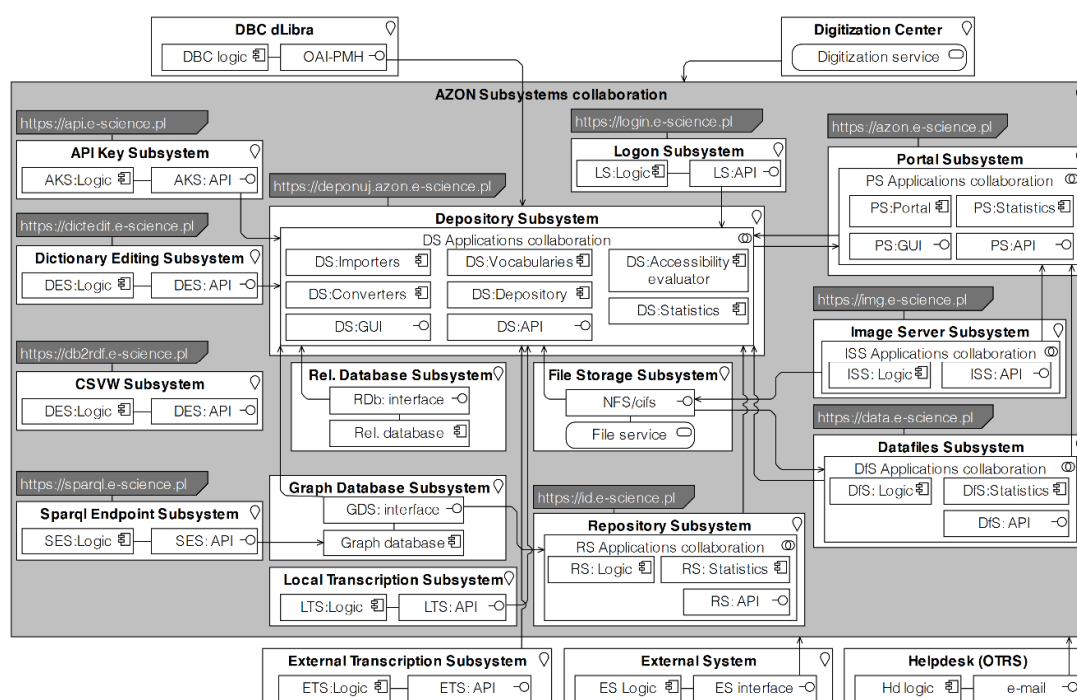 DBC dLibra
DBC logic
OAI-PMH
Digitization Center
Digitization service
AZON Subsystems collaboration
https://api.e-science.pl
API Key Subsystem
AKS:Logic
AKS: API
https://login.e-science.pl
Logon Subsystem
LS:Logic
LS:API
https://azon.e-science.pl
Portal Subsystem
PS Applications collaboration
PS:Portal
PS:Statistics
PS:GUI
PS:API
https://deponuj.azon.e-science.pl
Depository Subsystem
DS Applications collaboration
DS:Importers
DS:Vocabularies
DS:Accessibility
evaluator
DS:Converters
DS:Depository
DS:Statistics
DS:GUI
DS:API
https://dictedit.e-science.pl
Dictionary Editing Subsystem
DES:Logic
DES: API
https://img.e-science.pl
Image Server Subsystem
ISS Applications collaboration
ISS: Logic
ISS: API
https://db2rdf.e-science.pl
CSVW Subsystem
DES:Logic
DES: API
Rel. Database Subsystem
RDb: interface
Rel. database
File Storage Subsystem
NFS/cifs
File service
https://data.e-science.pl
Datafiles Subsystem
DfS Applications collaboration
DfS: Logic
DfS:Statistics
DfS: API
https://sparql.e-science.pl
Sparql Endpoint Subsystem
SES:Logic
SES: API
Graph Database Subsystem
GDS: interface
Graph database
https://id.e-science.pl
Repository Subsystem
RS Applications collaboration
RS: Logic
RS: Statistics
RS: API
Local Transcription Subsystem
LTS:Logic
LTS: API
External Transcription Subsystem
ETS:Logic
ETS: API
External System
ES Logic
ES interface
Helpdesk (OTRS)
Hd logic
e-mail